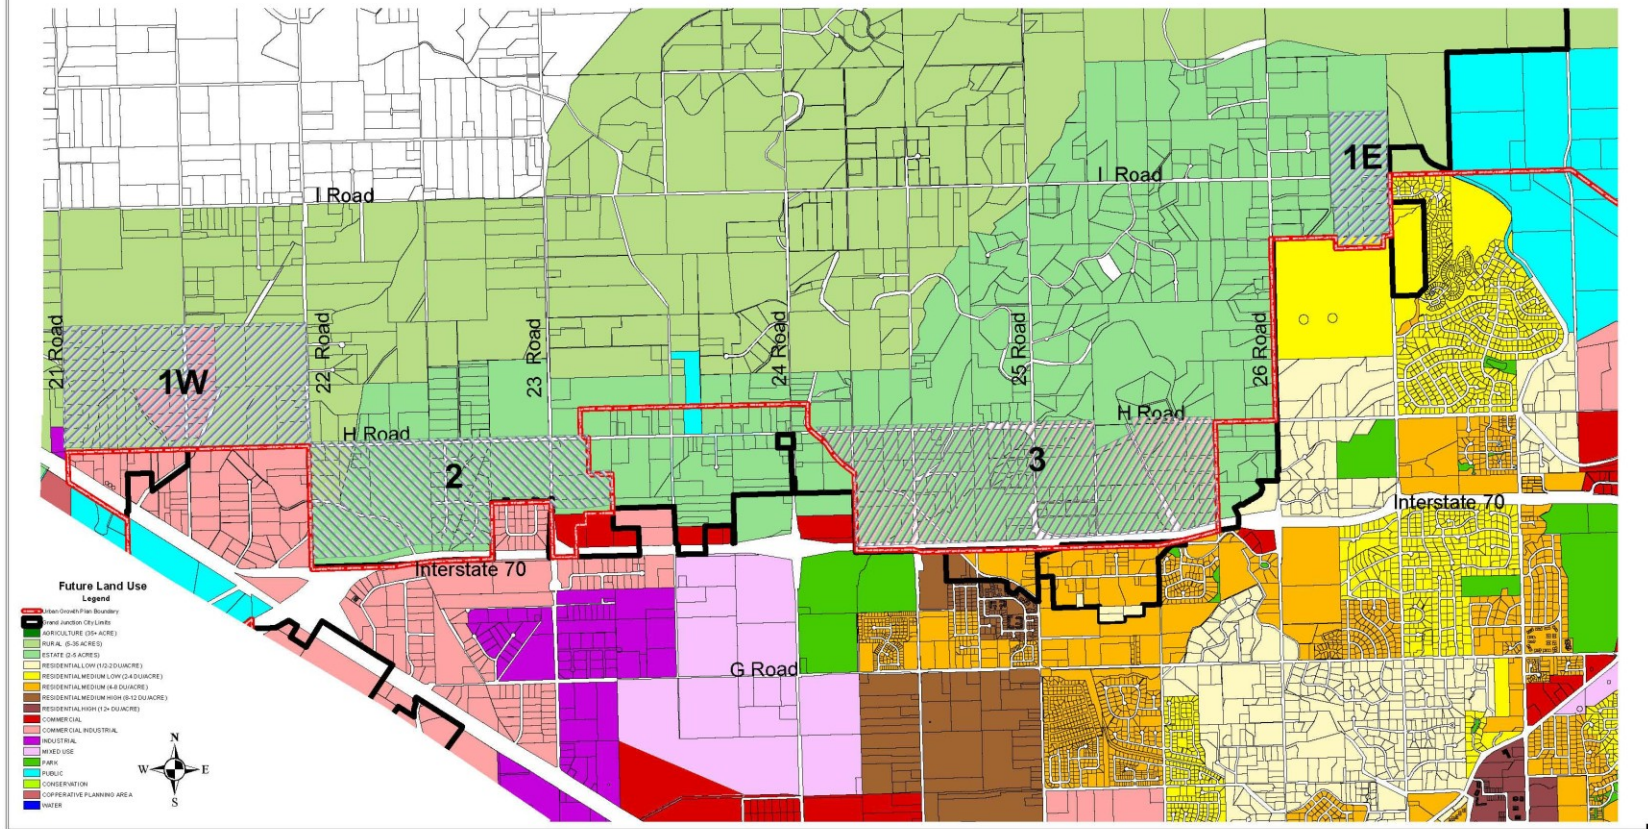 1E
I Road
I Road
21 Road
22 Road
23 Road
24 Road
25 Road
26 Road
1W
H Road
H Road
2
3
Interstate 70
Interstate 70
G Road
Future Land Use
Legend
Urban Growth Plan Boundary
Grand Junction City Limits
AGRICULTURE (35+ ACRE)
RURAL (5-35 ACRES)
ESTATE (2-5 ACRES)
RESIDENTIAL LOW (1/2-2 DU/ACRE)
RESIDENTIAL MEDIUM LOW (2-4 DU/ACRE)
RESIDENTIAL MEDIUM (4-8 DU/ACRE)
RESIDENTIAL MEDIUM HIGH (8-12 DU/ACRE)
RESIDENTIAL HIGH (12+ DU/ACRE)
COMMERCIAL
COMMERCIAL INDUSTRIAL
INDUSTRIAL
MIXED USE
PARK
PUBLIC
CONSERVATION
COPPERATIVE PLANNING AREA
WATER
N
W
E
S